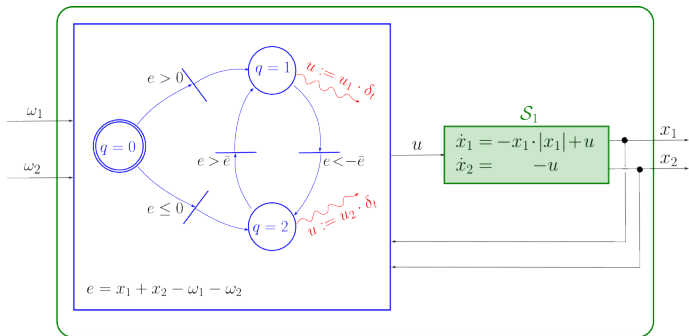 q = 1
u := u₁ · δₜ
e > 0
S₁
ω₁
u
ẋ₁ = −x₁·|x₁|+u
x₁
q = 0
e > ē
e<−ē
ẋ₂ = −u
x₂
ω₂
e ≤ 0
q = 2
u := u₂ · δₜ
e = x₁ + x₂ − ω₁ − ω₂